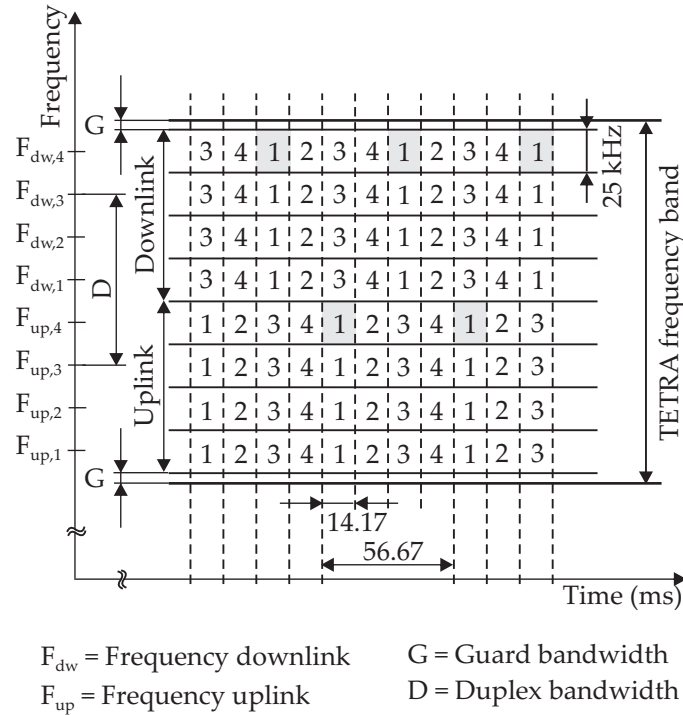 Frequency
G
F_dw,4 3 4 1 2 3 4 1 2 3 4 1
F_dw,3 3 4 1 2 3 4 1 2 3 4 1
F_dw,2 3 4 1 2 3 4 1 2 3 4 1
F_dw,1 3 4 1 2 3 4 1 2 3 4 1
F_up,4 1 2 3 4 1 2 3 4 1 2 3
F_up,3 1 2 3 4 1 2 3 4 1 2 3
F_up,2 1 2 3 4 1 2 3 4 1 2 3
F_up,1 1 2 3 4 1 2 3 4 1 2 3
G
D
Downlink
Uplink
25 kHz
TETRA frequency band
14.17
56.67
Time (ms)
F_dw = Frequency downlink
F_up = Frequency uplink
G = Guard bandwidth
D = Duplex bandwidth